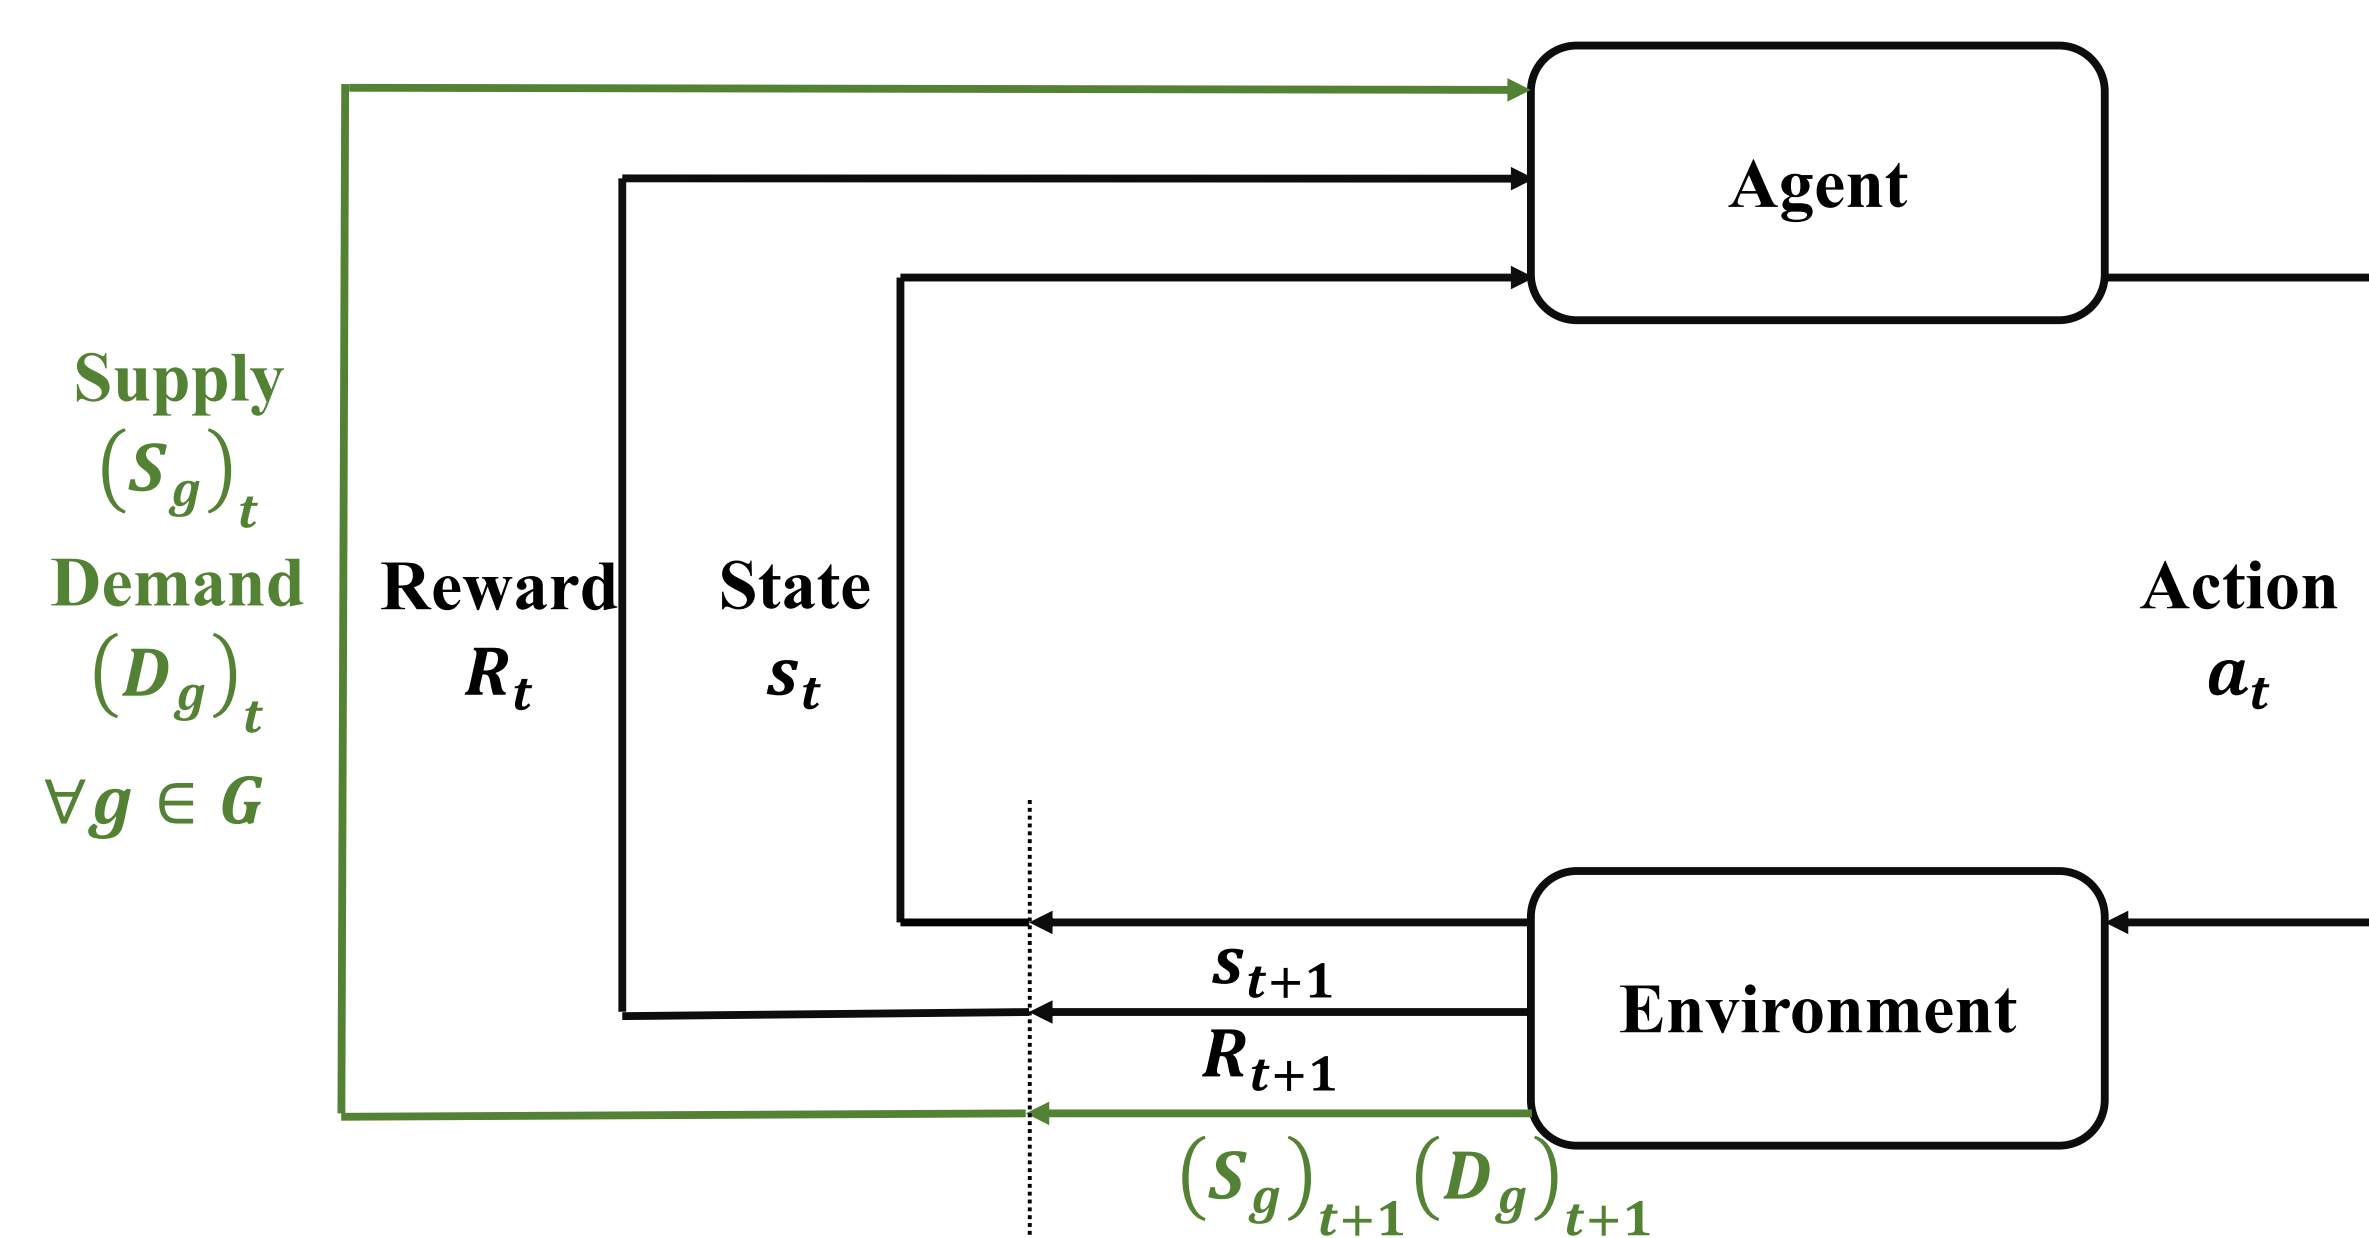 Agent
Supply
(S_g)_t
Demand
(D_g)_t
∀g ∈ G
Reward
R_t
State
s_t
Action
a_t
s_{t+1}
Environment
R_{t+1}
(S_g)_{t+1} (D_g)_{t+1}